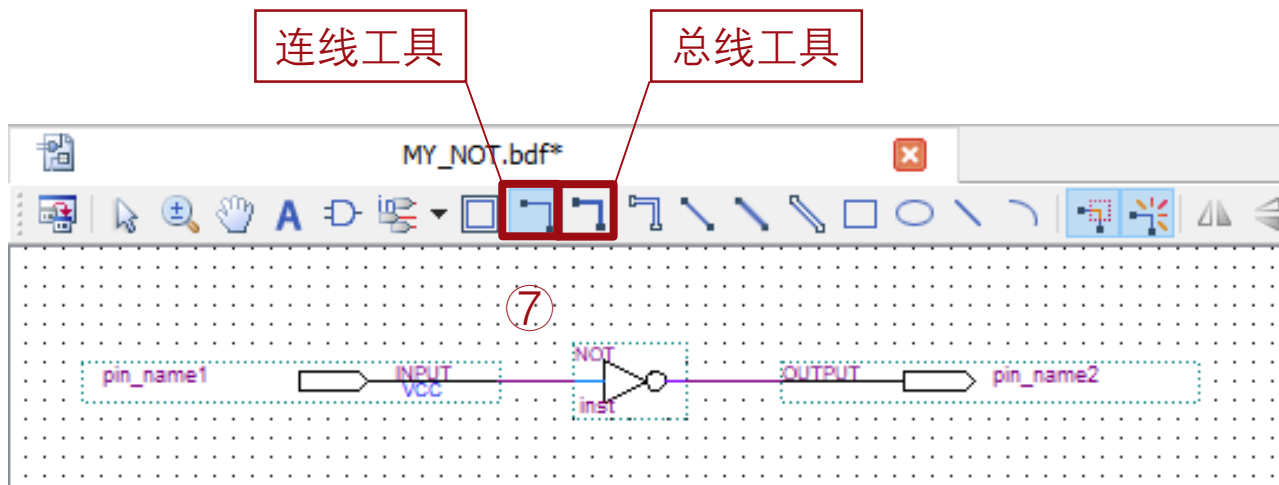 连线工具 总线工具
MY_NOT.bdf*
⑦
NOT
pin_name1 INPUT OUTPUT pin_name2
VCC
inst